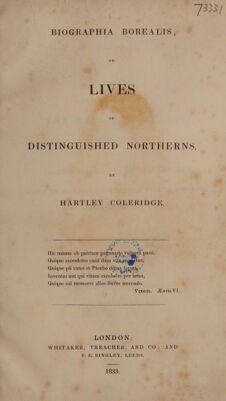 73331
BIOGRAPHIA BOREALIS;
OR
LIVES
OF
DISTINGUISHED NORTHERNS,
BY
HARTLEY COLERIDGE.
Hic manus ob patriam pugnando vulnera passi,
Quique sacerdotes casti dum vita manebat,
Quique pii vates et Phœbo digna locuti,
Inventas aut qui vitam excoluere per artes,
Quique sui memores alios fecere merendo.
VIRGIL. Æneid. VI.
LONDON:
WHITAKER, TREACHER, AND CO; AND
F. E. BINGLEY, LEEDS.
1833.